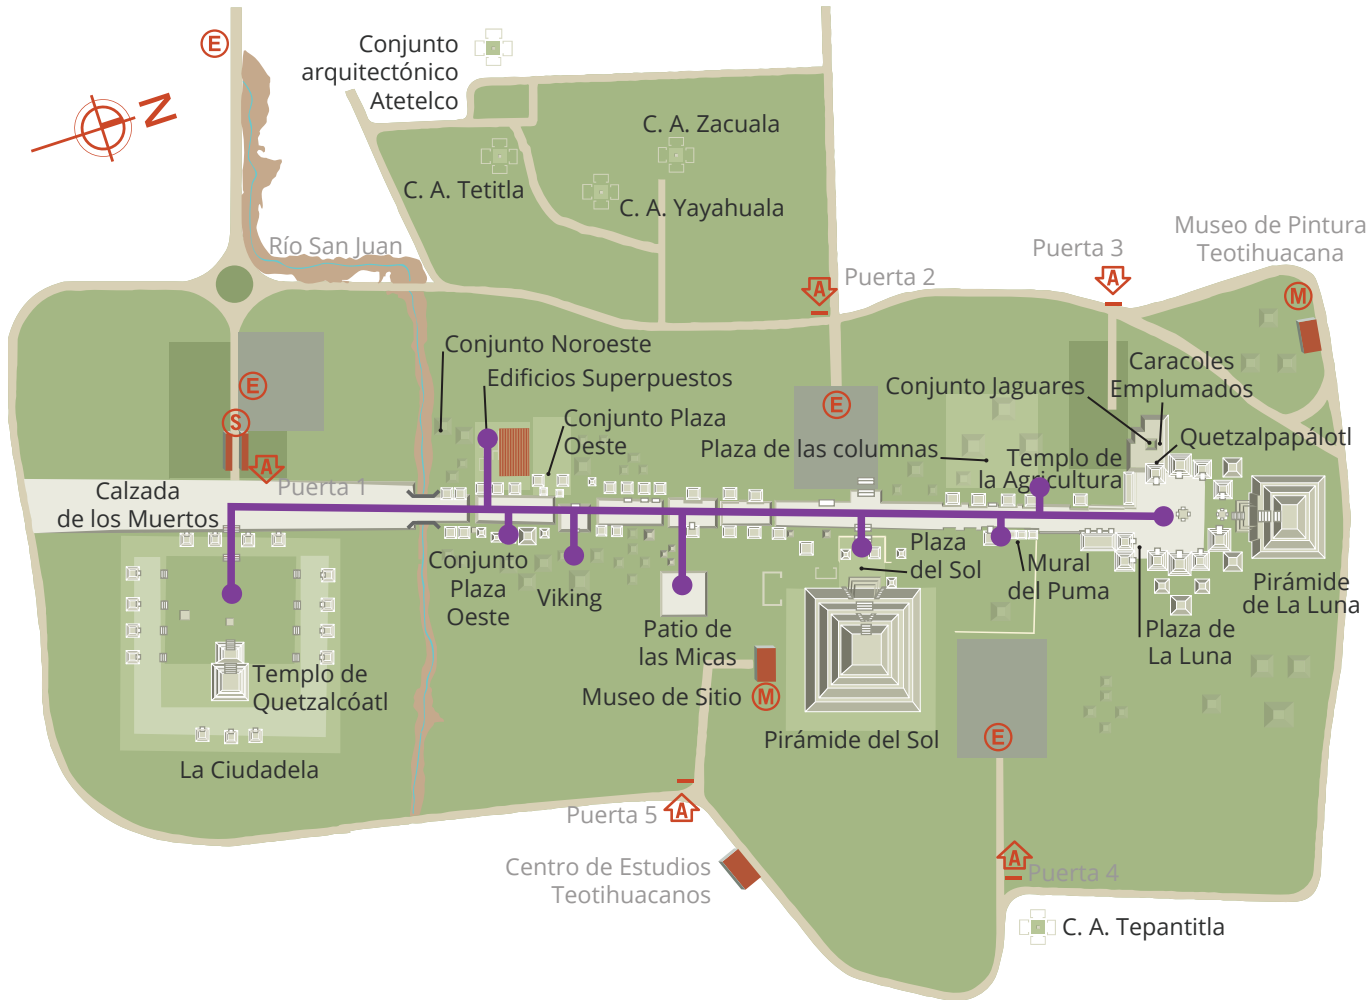 E
Conjunto
arquitectónico
Atetelco
N
C. A. Zacuala
C. A. Tetitla
C. A. Yayahuala
Río San Juan
Museo de Pintura
Teotihuacana
Puerta 3
Puerta 2
A
A
M
Conjunto Noroeste
Edificios Superpuestos
Conjunto Plaza
Oeste
E
S
A
Puerta 1
E
Caracoles
Emplumados
Conjunto Jaguares
Quetzalpapálotl
Plaza de las columnas
Templo de
la Agricultura
Calzada
de los Muertos
Conjunto
Plaza
Oeste
Viking
Plaza
del Sol
Mural
del Puma
Pirámide
de La Luna
Plaza de
La Luna
Patio de
las Micas
Templo de
Quetzalcóatl
Museo de Sitio
M
Pirámide del Sol
E
La Ciudadela
Puerta 5
A
Centro de Estudios
Teotihuacanos
A
Puerta 4
C. A. Tepantitla